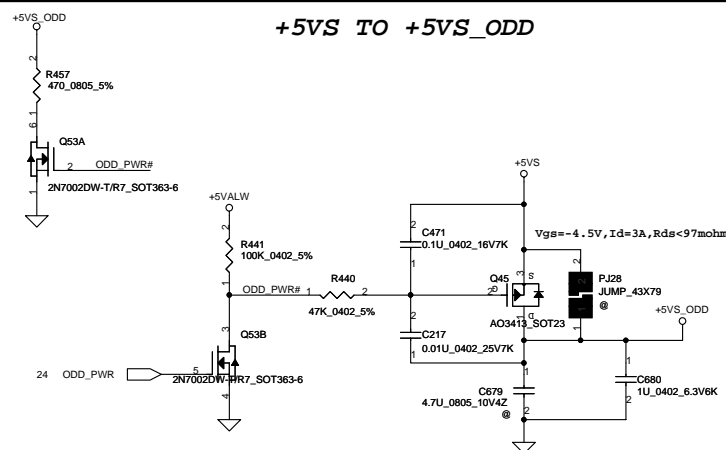 +5VS TO +5VS_ODD
+5VS_ODD
2
R457
470_0805_5%
1
6
Q53A
2
ODD_PWR#
1
2N7002DW-T/R7_SOT363-6
+5VALW
2
R441
100K_0402_5%
1
ODD_PWR#
1
R440
2
47K_0402_5%
3
Q53B
24
ODD_PWR
5
2N7002DW-T/R7_SOT363-6
4
+5VS
2
C471
0.1U_0402_16V7K
1
Vgs=-4.5V,Id=3A,Rds<97mohm
Q45
2
G
3
S
D
1
AO3413_SOT23
2
2
PJ28
JUMP_43X79
@
1
1
+5VS_ODD
2
C217
0.01U_0402_25V7K
1
1
C679
4.7U_0805_10V4Z
@
2
1
C680
1U_0402_6.3V6K
2